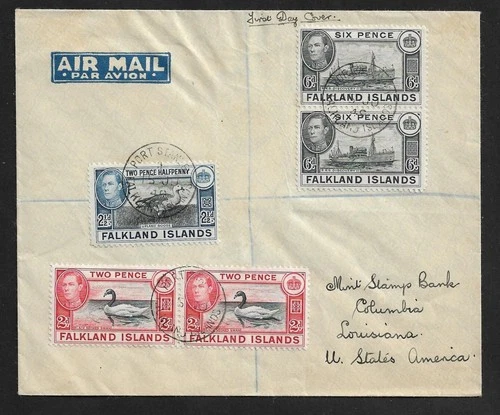 First Day Cover.
AIR MAIL
PAR AVION
SIX PENCE
6D
6D
FALKLAND ISLANDS
SIX PENCE
6D
6D
FALKLAND ISLANDS
PORT STANLEY
TWO PENCE HALFPENNY
2½D
2½D
FALKLAND ISLANDS
TWO PENCE
2D
FALKLAND ISLANDS
TWO PENCE
2D
FALKLAND ISLANDS
Mint Stamp Bank
Columbia
Louisiana.
U. States America.